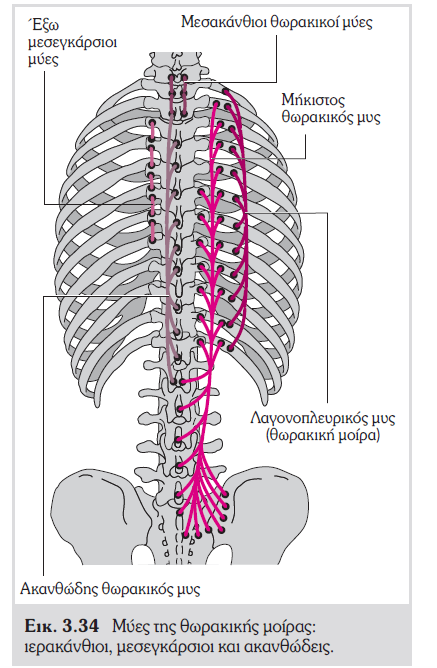 Έξω
μεσεγκάρσιοι
μύες
Μεσακάνθιοι θωρακικοί μύες
Μήκιστος
θωρακικός μυς
Λαγονοπλευρικός μυς
(θωρακική μοίρα)
Ακανθώδης θωρακικός μυς
Εικ. 3.34 Μύες της θωρακικής μοίρας:
ιερακάνθιοι, μεσεγκάρσιοι και ακανθώδεις.